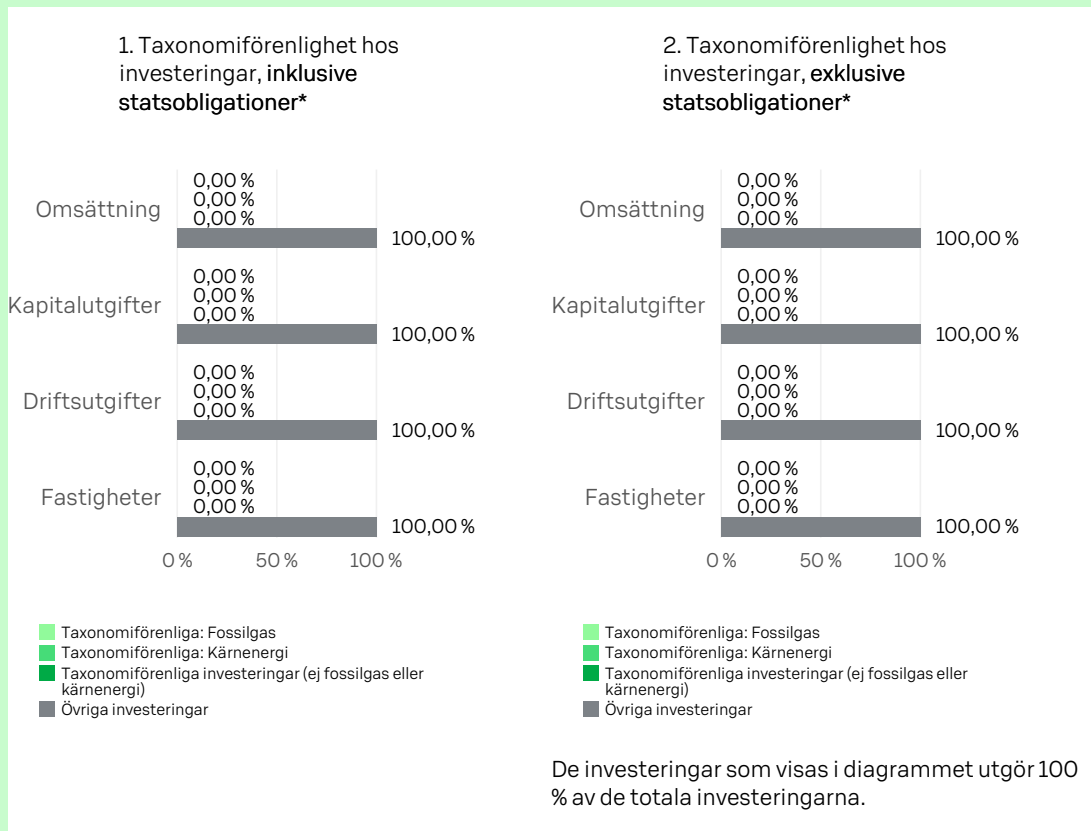 1. Taxonomiförenlighet hos
investeringar, inklusive
statsobligationer*
Omsättning
0,00 %
0,00 %
0,00 %
100,00 %
Kapitalutgifter
0,00 %
0,00 %
0,00 %
100,00 %
Driftsutgifter
0,00 %
0,00 %
0,00 %
100,00 %
Fastigheter
0,00 %
0,00 %
0,00 %
100,00 %
0 % 50 % 100 %
Taxonomiförenliga: Fossilgas
Taxonomiförenliga: Kärnenergi
Taxonomiförenliga investeringar (ej fossilgas eller
kärnenergi)
Övriga investeringar
2. Taxonomiförenlighet hos
investeringar, exklusive
statsobligationer*
Omsättning
0,00 %
0,00 %
0,00 %
100,00 %
Kapitalutgifter
0,00 %
0,00 %
0,00 %
100,00 %
Driftsutgifter
0,00 %
0,00 %
0,00 %
100,00 %
Fastigheter
0,00 %
0,00 %
0,00 %
100,00 %
0 % 50 % 100 %
Taxonomiförenliga: Fossilgas
Taxonomiförenliga: Kärnenergi
Taxonomiförenliga investeringar (ej fossilgas eller
kärnenergi)
Övriga investeringar
De investeringar som visas i diagrammet utgör 100
% av de totala investeringarna.